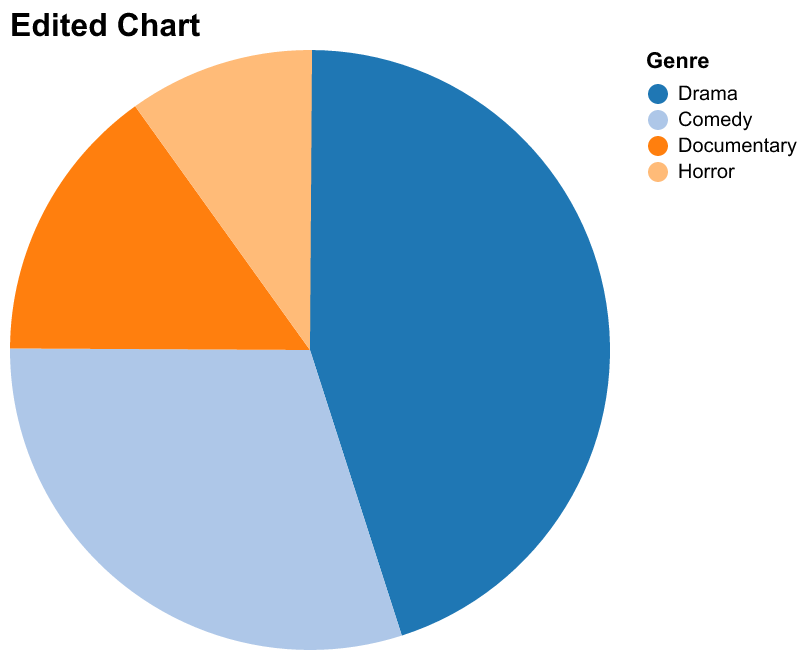 Edited Chart
Genre
Drama
Comedy
Documentary
Horror